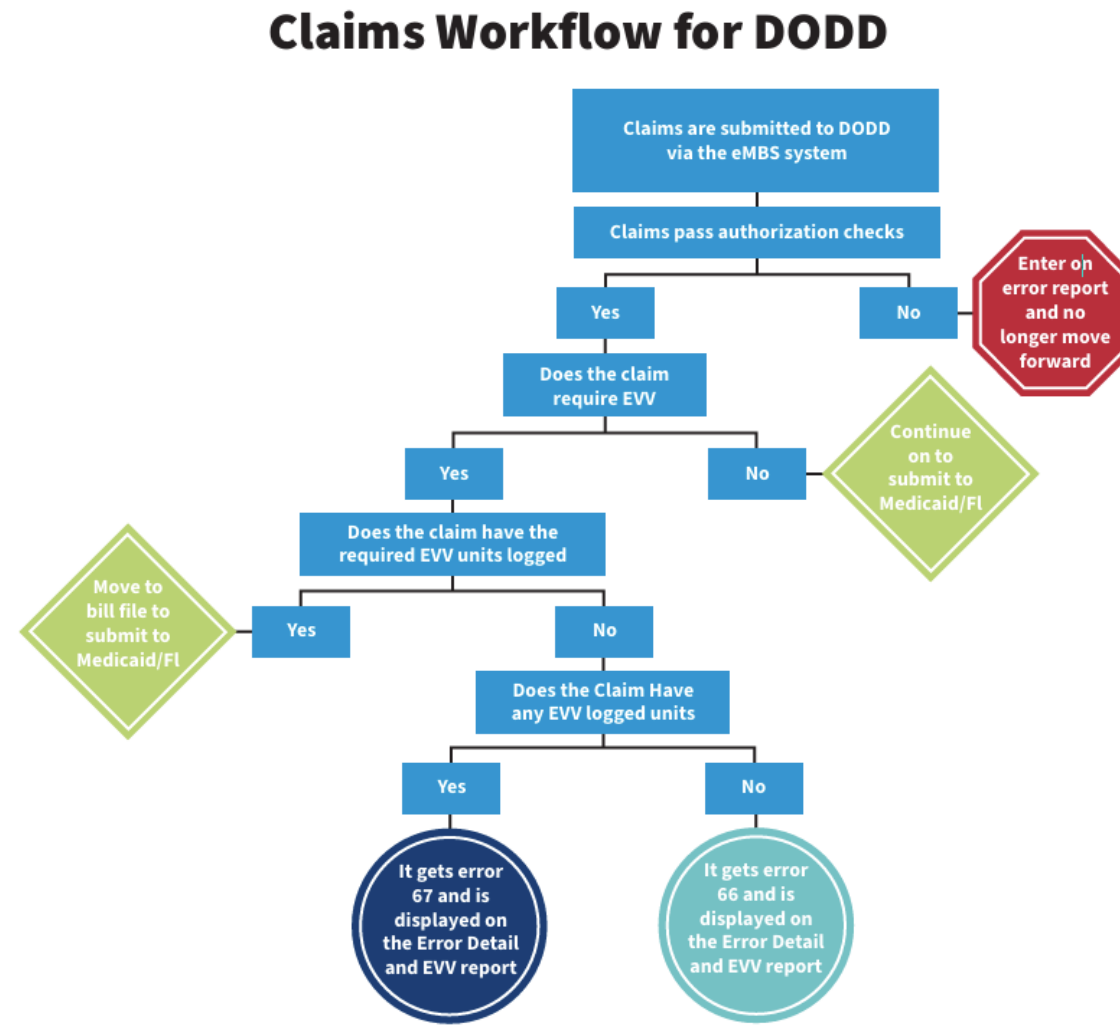 Claims Workflow for DODD
Claims are submitted to DODD
via the eMBS system
Claims pass authorization checks
Yes
No
Enter on
error report
and no
longer move
forward
Does the claim
require EVV
Yes
No
Continue
on to
submit to
Medicaid/Fl
Does the claim have the
required EVV units logged
Yes
No
Move to
bill file to
submit to
Medicaid/Fl
Does the Claim Have
any EVV logged units
Yes
No
It gets error
67 and is
displayed on
the Error Detail
and EVV report
It gets error
66 and is
displayed on
the Error Detail
and EVV report